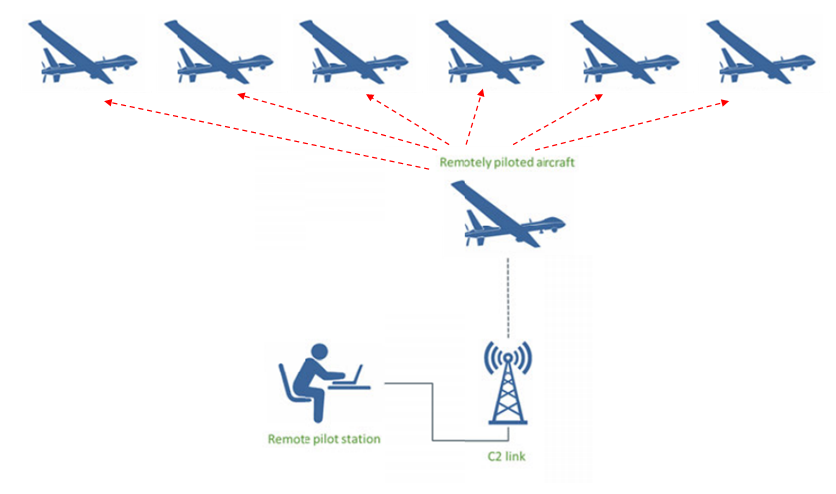 Remotely piloted aircraft
Remote pilot station
C2 link